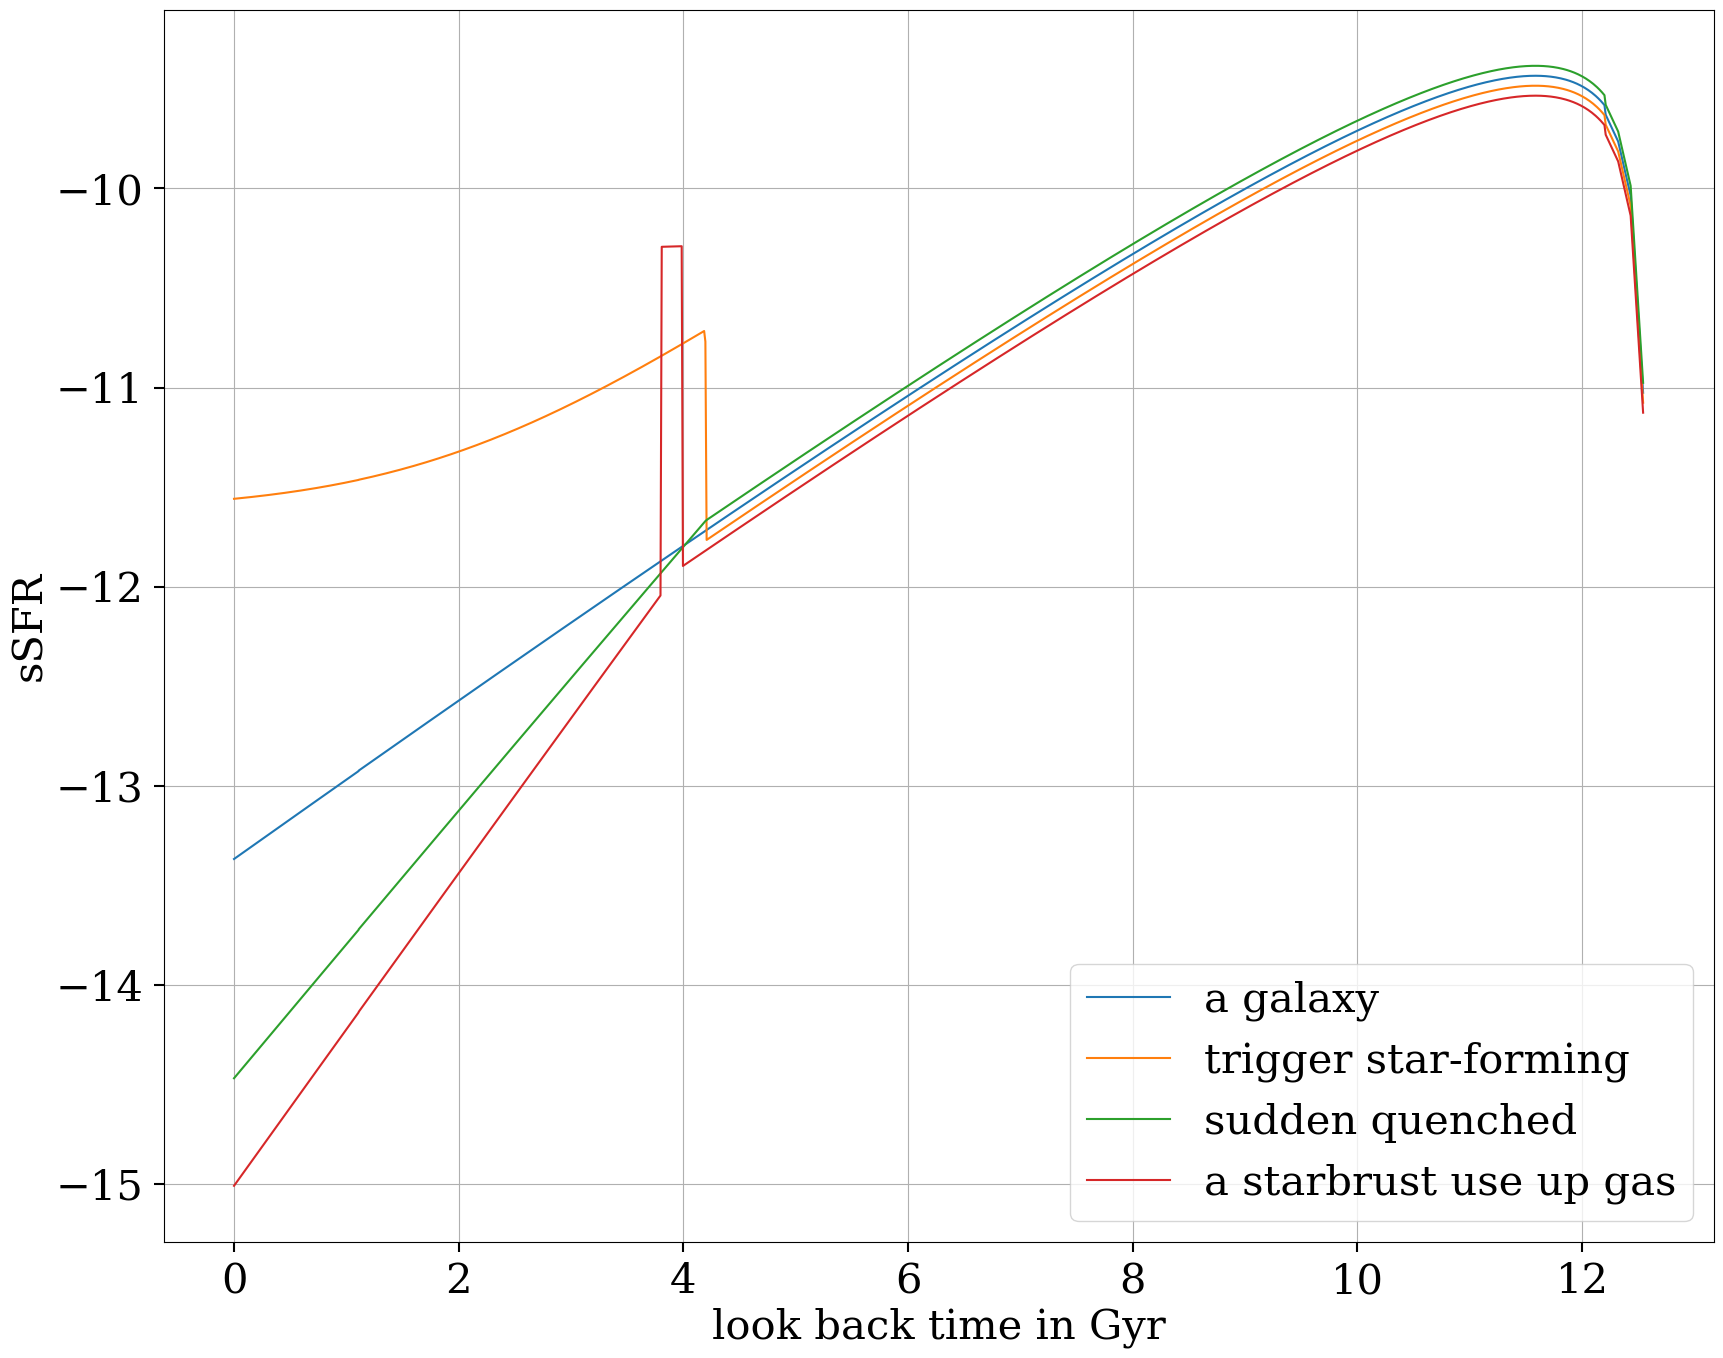 −10
−11
−12
−13
−14
−15
sSFR
0 2 4 6 8 10 12
look back time in Gyr
a galaxy
trigger star-forming
sudden quenched
a starbrust use up gas